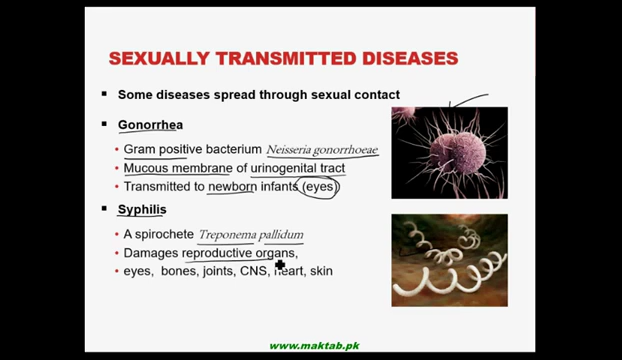 SEXUALLY TRANSMITTED DISEASES
Some diseases spread through sexual contact
Gonorrhea
Gram positive bacterium Neisseria gonorrhoeae
Mucous membrane of urinogenital tract
Transmitted to newborn infants (eyes)
Syphilis
A spirochete Treponema pallidum
Damages reproductive organs,
eyes, bones, joints, CNS, heart, skin
www.maktab.pk